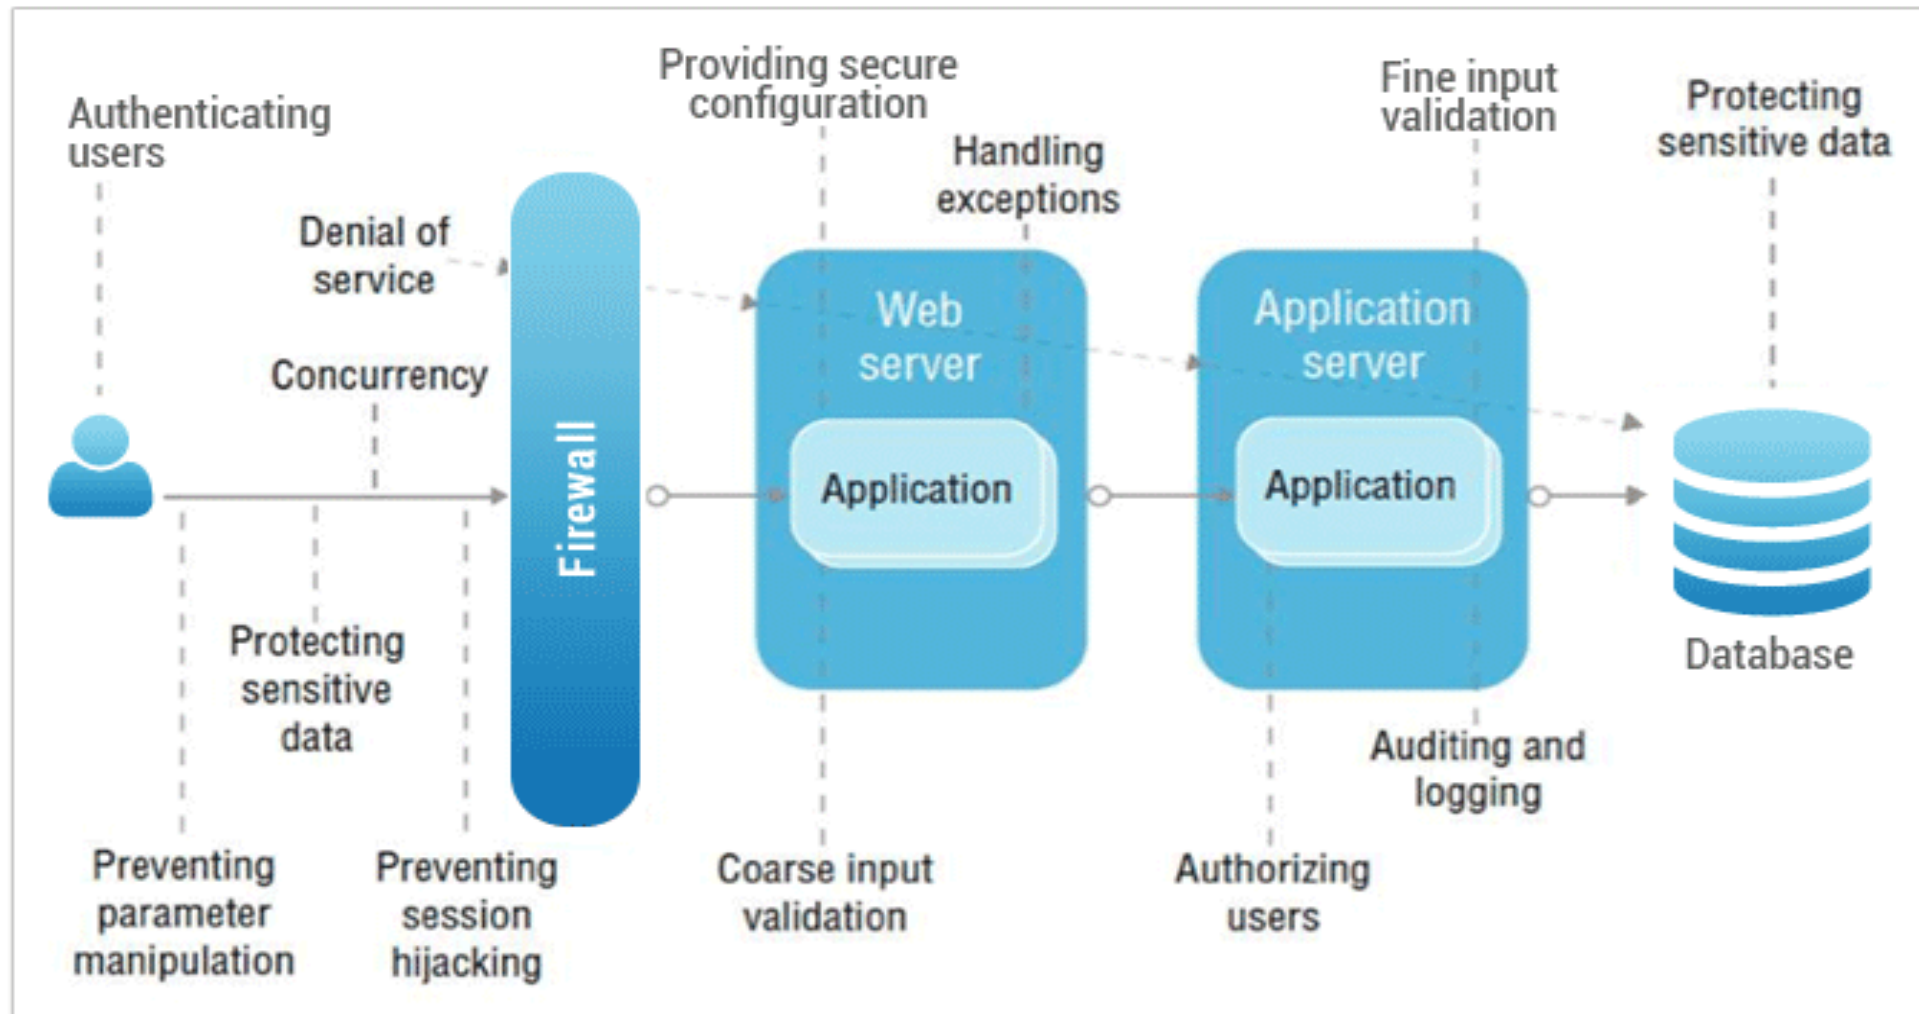 Authenticating
users
Providing secure
configuration
Fine input
validation
Protecting
sensitive data
Handling
exceptions
Denial of
service
Concurrency
Firewall
Web
server
Application
Application
server
Application
Database
Protecting
sensitive
data
Auditing and
logging
Preventing
parameter
manipulation
Preventing
session
hijacking
Coarse input
validation
Authorizing
users